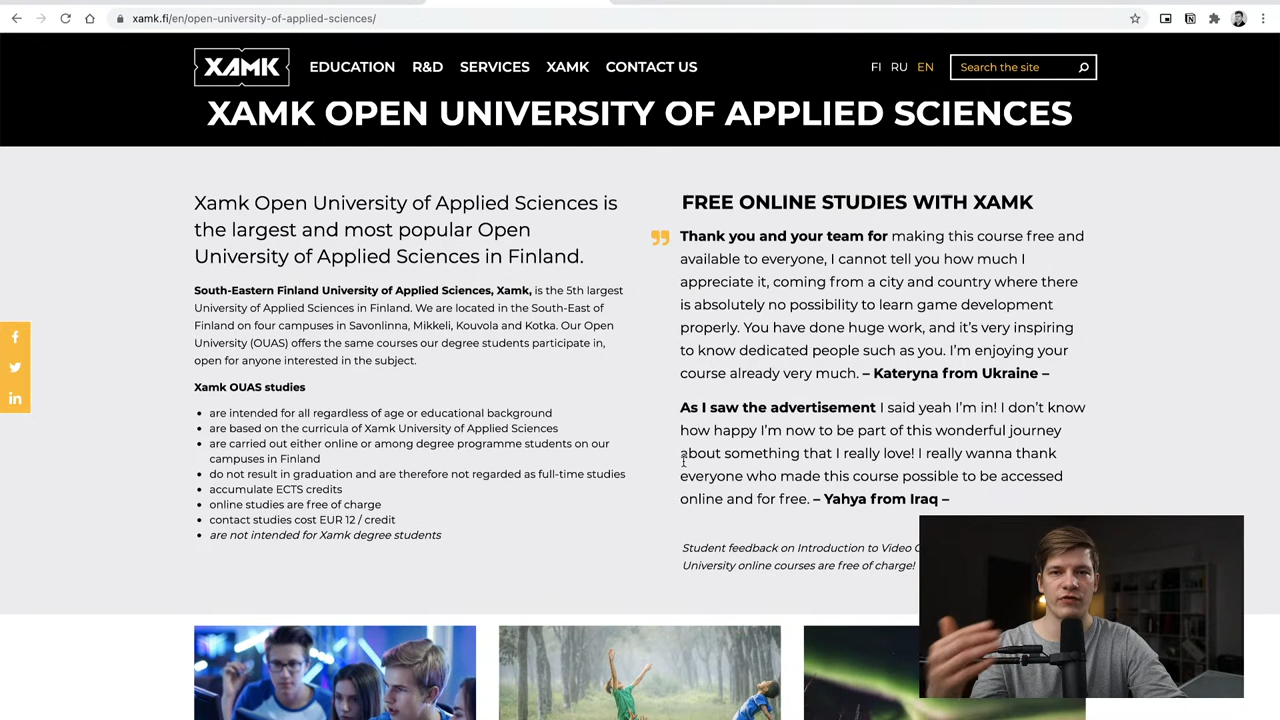 xamk.fi/en/open-university-of-applied-sciences/
XAMK
EDUCATION R&D SERVICES XAMK CONTACT US
FI RU EN
Search the site
XAMK OPEN UNIVERSITY OF APPLIED SCIENCES
Xamk Open University of Applied Sciences is
the largest and most popular Open
University of Applied Sciences in Finland.
South-Eastern Finland University of Applied Sciences, Xamk, is the 5th largest
University of Applied Sciences in Finland. We are located in the South-East of
Finland on four campuses in Savonlinna, Mikkeli, Kouvola and Kotka. Our Open
University (OUAS) offers the same courses our degree students participate in,
open for anyone interested in the subject.
Xamk OUAS studies
are intended for all regardless of age or educational background
are based on the curricula of Xamk University of Applied Sciences
are carried out either online or among degree programme students on our
campuses in Finland
do not result in graduation and are therefore not regarded as full-time studies
accumulate ECTS credits
online studies are free of charge
contact studies cost EUR 12 / credit
are not intended for Xamk degree students
FREE ONLINE STUDIES WITH XAMK
Thank you and your team for making this course free and
available to everyone, I cannot tell you how much I
appreciate it, coming from a city and country where there
is absolutely no possibility to learn game development
properly. You have done huge work, and it's very inspiring
to know dedicated people such as you. I'm enjoying your
course already very much. – Kateryna from Ukraine –
As I saw the advertisement I said yeah I'm in! I don't know
how happy I'm now to be part of this wonderful journey
about something that I really love! I really wanna thank
everyone who made this course possible to be accessed
online and for free. – Yahya from Iraq –
Student feedback on Introduction to Video
University online courses are free of charge!